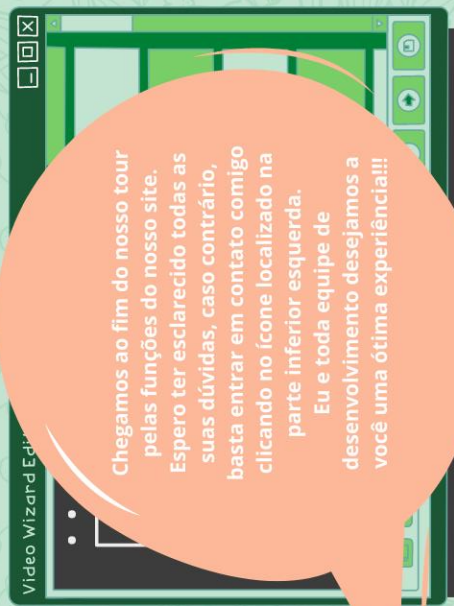 Video Wizard Edi
Chegamos ao fim do nosso tour
pelas funções do nosso site.
Espero ter esclarecido todas as
suas dúvidas, caso contrário,
basta entrar em contato comigo
clicando no ícone localizado na
parte inferior esquerda.
Eu e toda equipe de
desenvolvimento desejamos a
você uma ótima experiência!!!